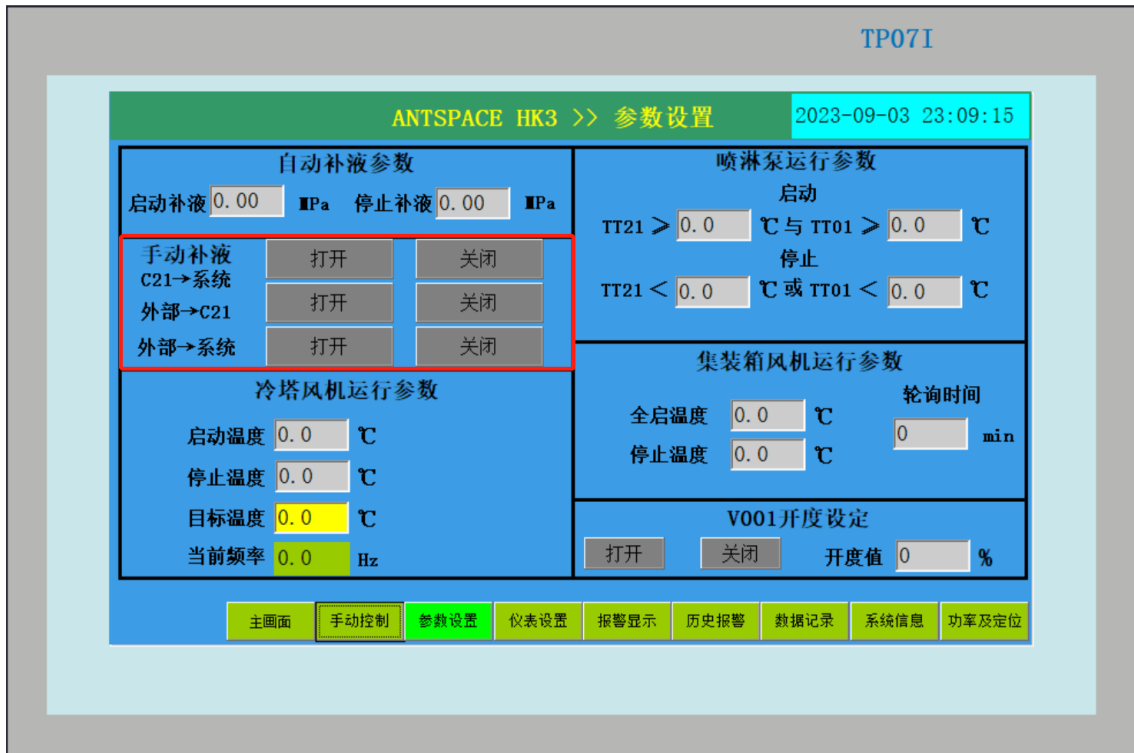 TP07I
ANTSPACE HK3 >> 参数设置 2023-09-03 23:09:15
自动补液参数
启动补液 0.00 MPa 停止补液 0.00 MPa
手动补液
C21→系统 打开 关闭
外部→C21 打开 关闭
外部→系统 打开 关闭
冷塔风机运行参数
启动温度 0.0 ℃
停止温度 0.0 ℃
目标温度 0.0 ℃
当前频率 0.0 Hz
喷淋泵运行参数
启动
TT21 ≥ 0.0 ℃与 TT01 ≥ 0.0 ℃
停止
TT21 < 0.0 ℃或 TT01 < 0.0 ℃
集装箱风机运行参数
轮询时间
全启温度 0.0 ℃
0 min
停止温度 0.0 ℃
V001开度设定
打开 关闭 开度值 0 %
主画面 手动控制 参数设置 仪表设置 报警显示 历史报警 数据记录 系统信息 功率及定位